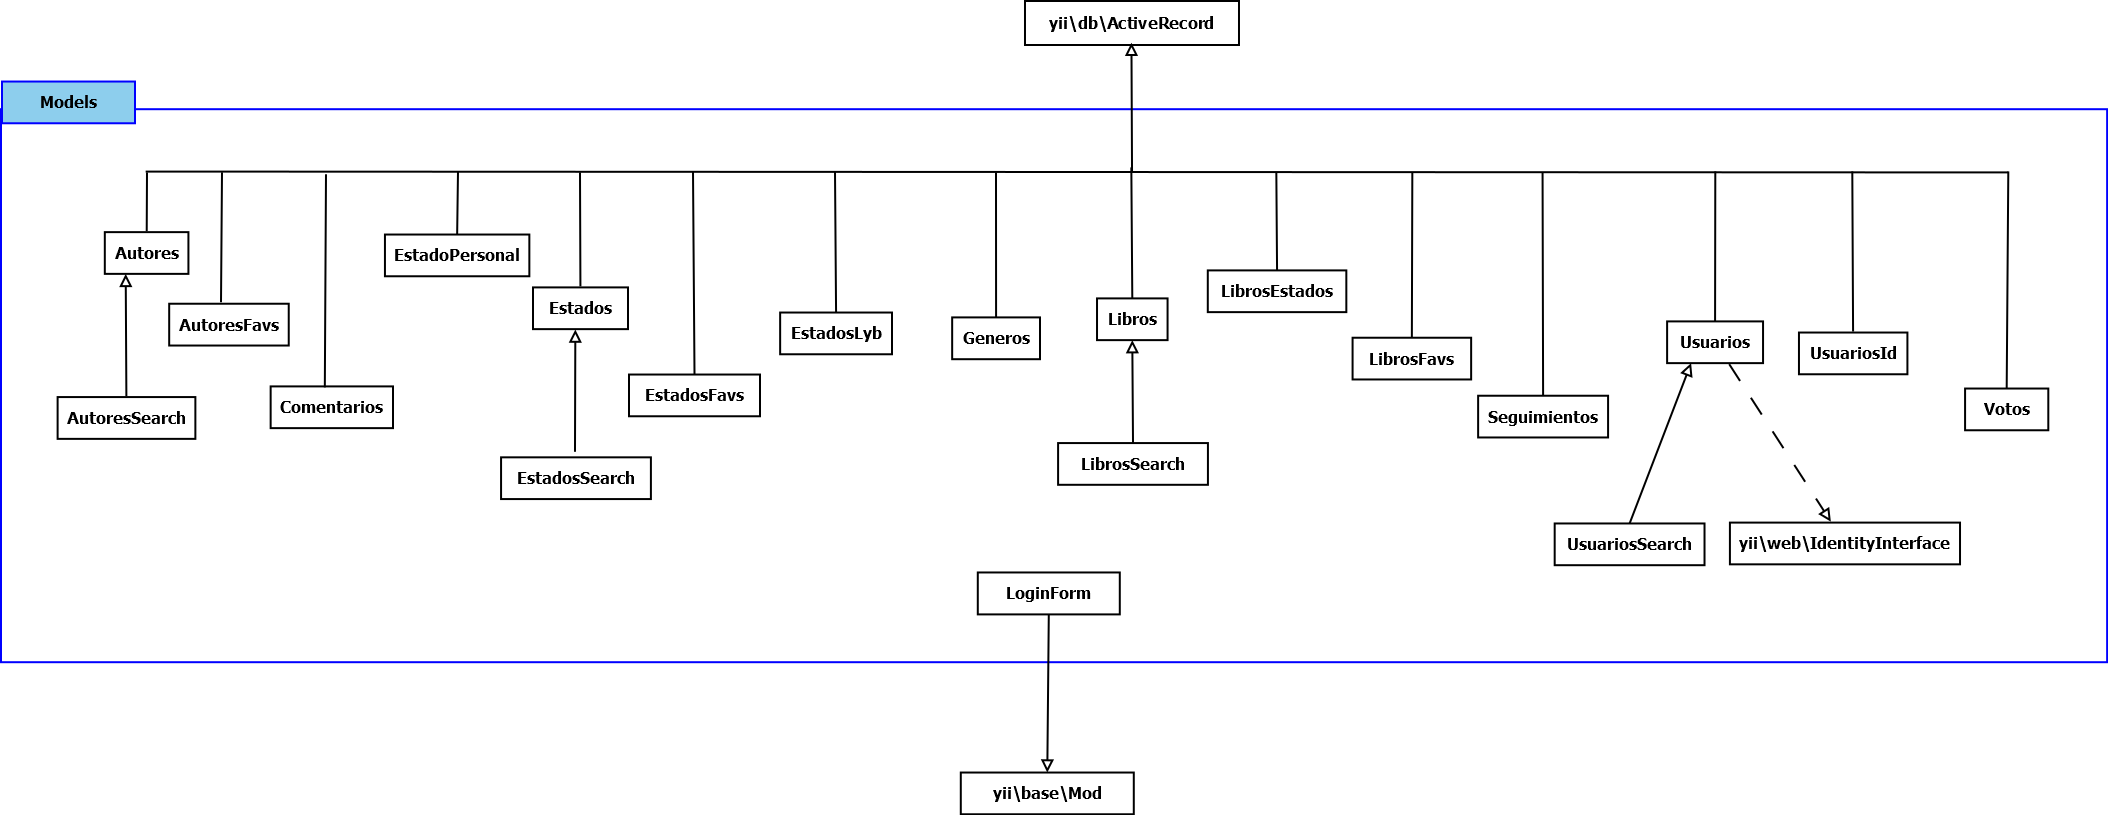 yii\db\ActiveRecord
Models
Autores
EstadoPersonal
LibrosEstados
Estados
Libros
AutoresFavs
EstadosLyb
Generos
Usuarios
UsuariosId
LibrosFavs
EstadosFavs
Comentarios
Votos
AutoresSearch
Seguimientos
LibrosSearch
EstadosSearch
UsuariosSearch
yii\web\IdentityInterface
LoginForm
yii\base\Mod